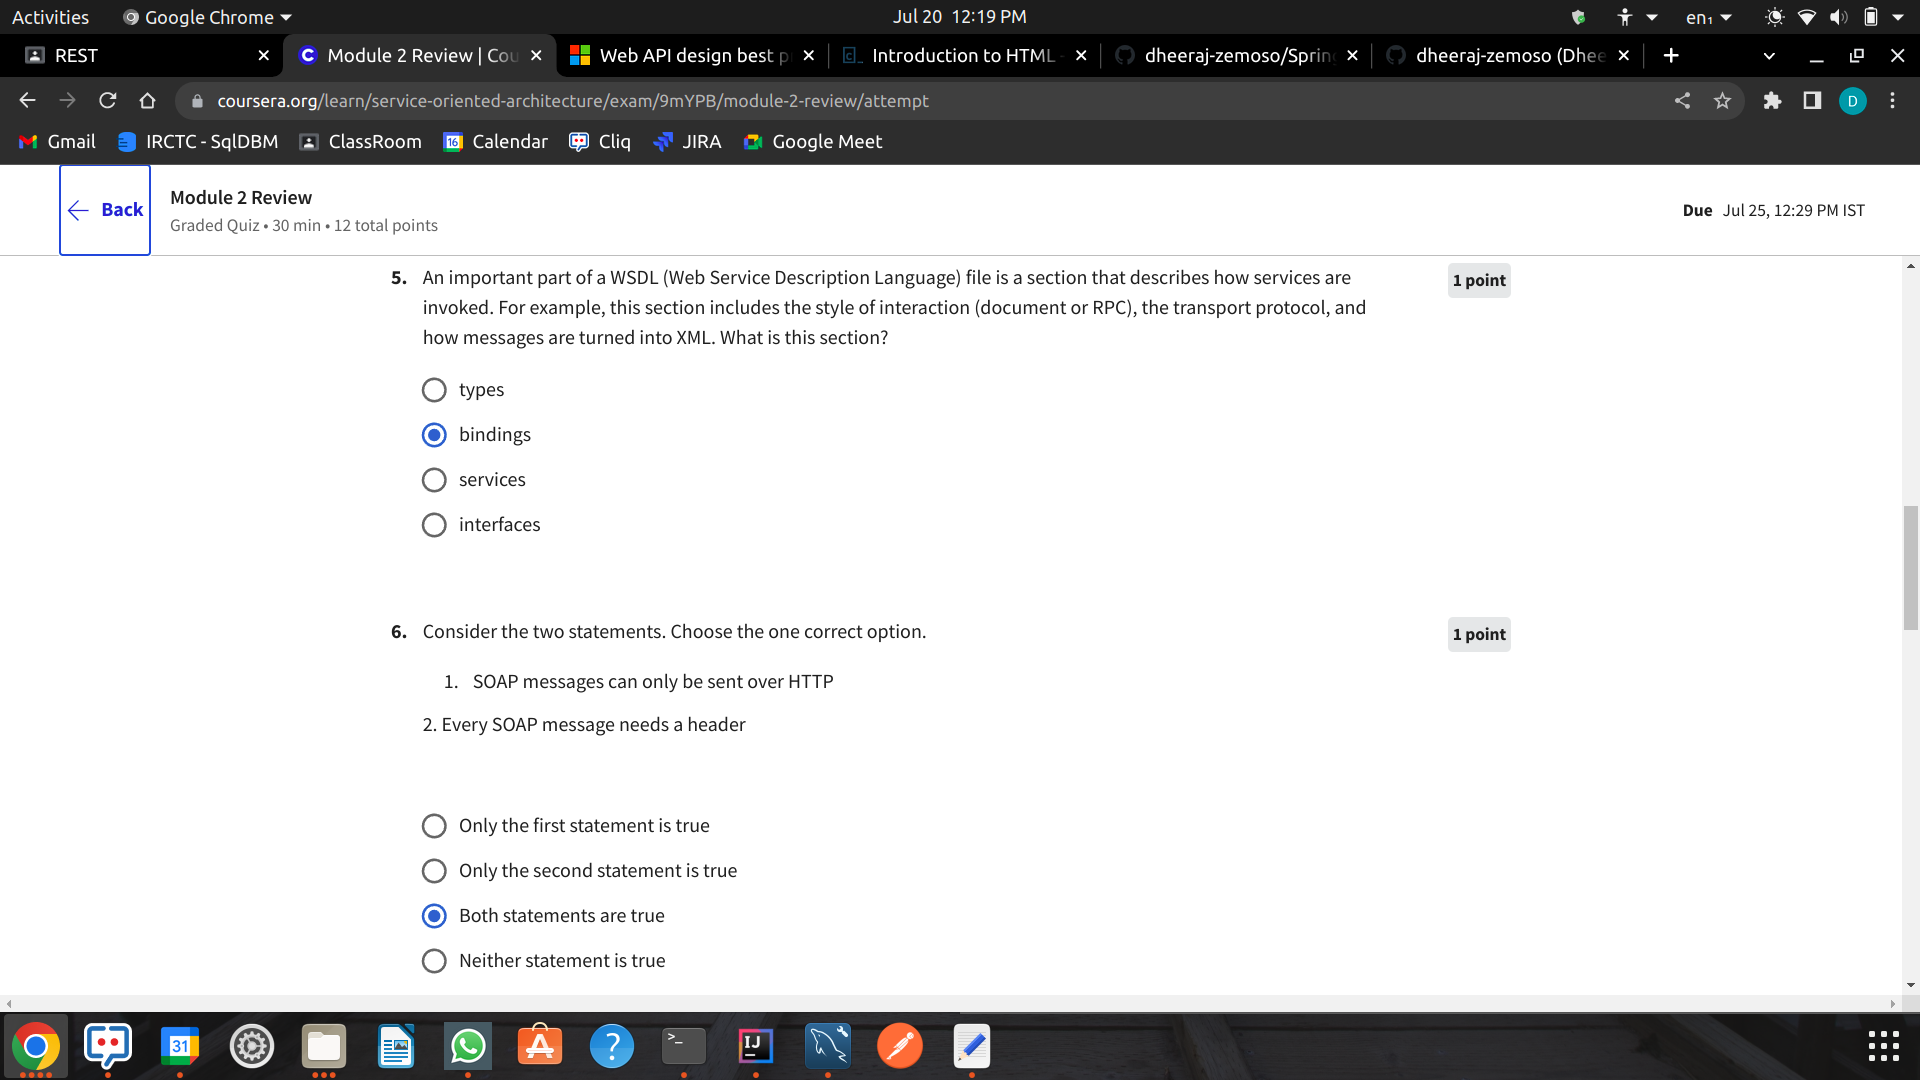 Activities Google Chrome Jul 20 12:19 PM en₁
REST Module 2 Review | Cou Web API design best p Introduction to HTML - dheeraj-zemoso/Spring dheeraj-zemoso (Dhee
coursera.org/learn/service-oriented-architecture/exam/9mYPB/module-2-review/attempt D
Gmail IRCTC - SqlDBM ClassRoom 16 Calendar Cliq JIRA Google Meet
Back
Module 2 Review
Graded Quiz • 30 min • 12 total points
Due Jul 25, 12:29 PM IST
5. An important part of a WSDL (Web Service Description Language) file is a section that describes how services are
invoked. For example, this section includes the style of interaction (document or RPC), the transport protocol, and
how messages are turned into XML. What is this section?
1 point
types
bindings
services
interfaces
6. Consider the two statements. Choose the one correct option.
1 point
1. SOAP messages can only be sent over HTTP
2. Every SOAP message needs a header
Only the first statement is true
Only the second statement is true
Both statements are true
Neither statement is true
31 A ? >_ IJ